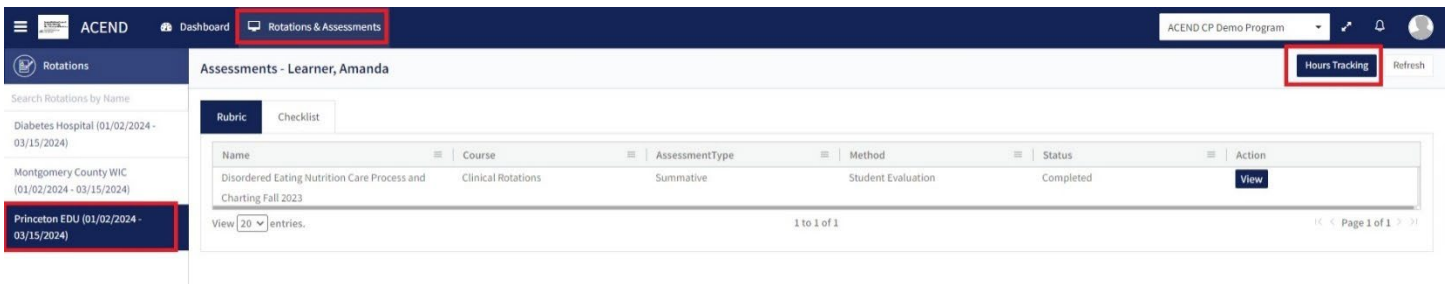 ACEND
Dashboard
Rotations & Assessments
ACEND CP Demo Program
Rotations
Assessments - Learner, Amanda
Hours Tracking
Refresh
Search Rotations by Name
Diabetes Hospital (01/02/2024 -
03/15/2024)
Montgomery County WIC
(01/02/2024 - 03/15/2024)
Princeton EDU (01/02/2024 -
03/15/2024)
Rubric
Checklist
Name
Course
AssessmentType
Method
Status
Action
Disordered Eating Nutrition Care Process and
Charting Fall 2023
Clinical Rotations
Summative
Student Evaluation
Completed
View
View 20 entries.
1 to 1 of 1
Page 1 of 1